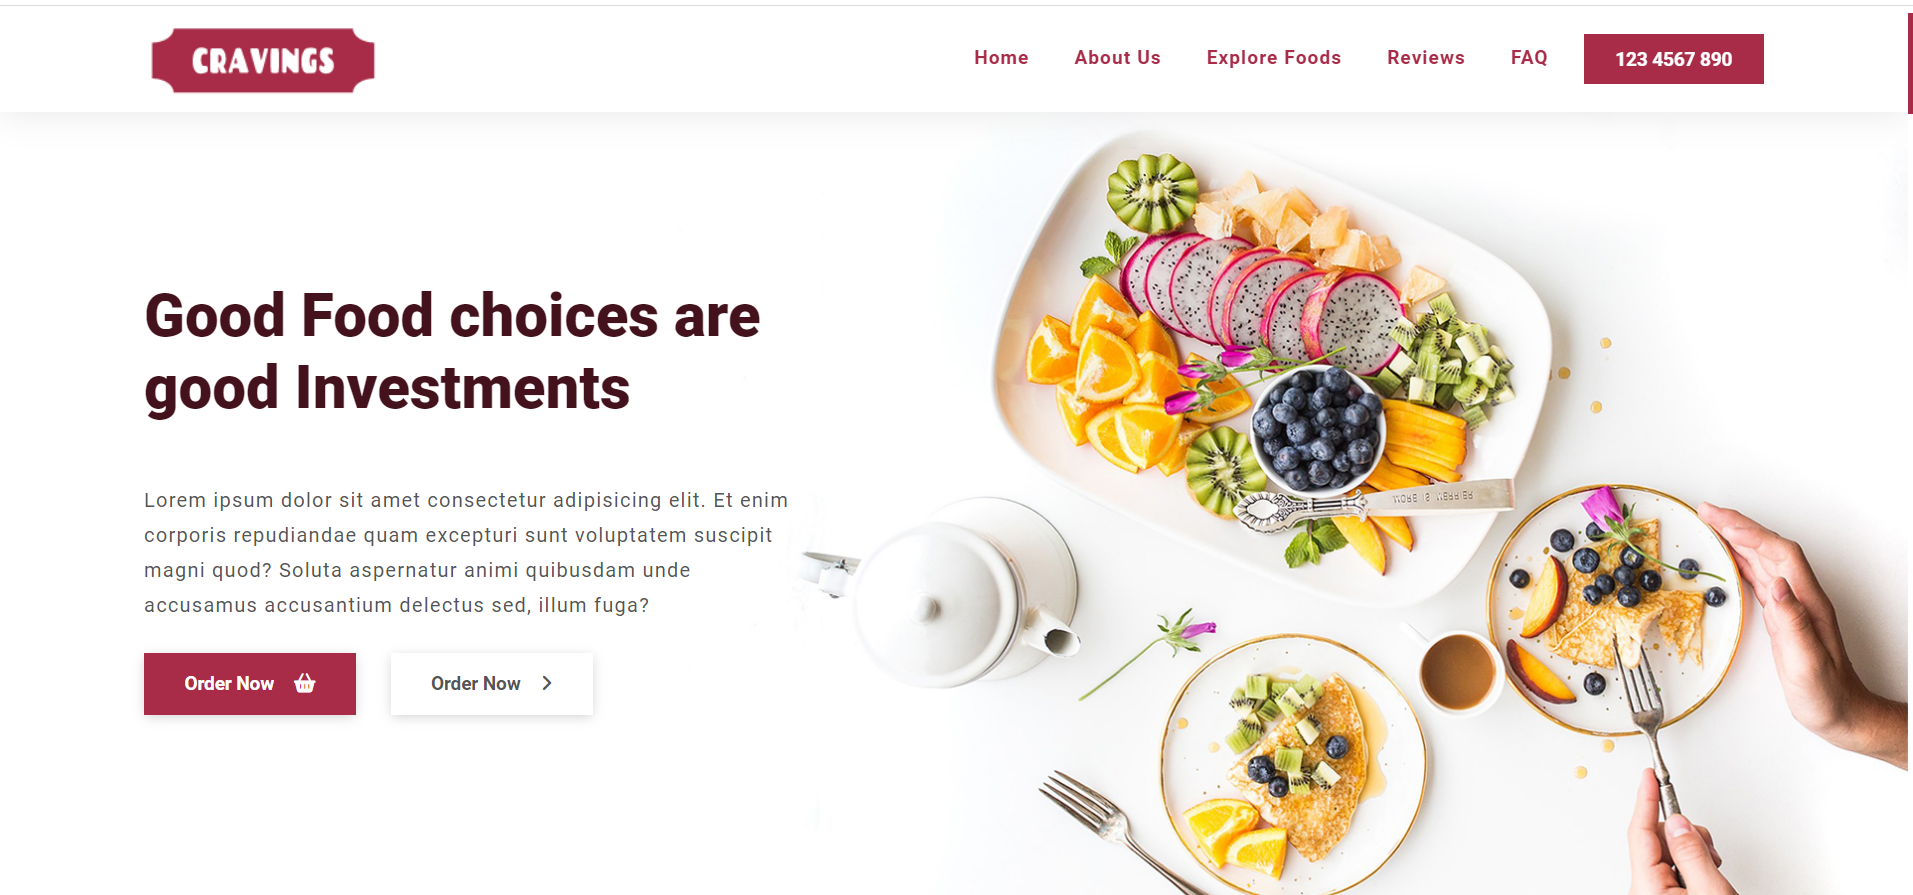 CRAVINGS
Home About Us Explore Foods Reviews FAQ 123 4567 890
Good Food choices are
good Investments
Lorem ipsum dolor sit amet consectetur adipisicing elit. Et enim
corporis repudiandae quam excepturi sunt voluptatem suscipit
magni quod? Soluta aspernatur animi quibusdam unde
accusamus accusantium delectus sed, illum fuga?
Order Now Order Now
MORE & MERRIER